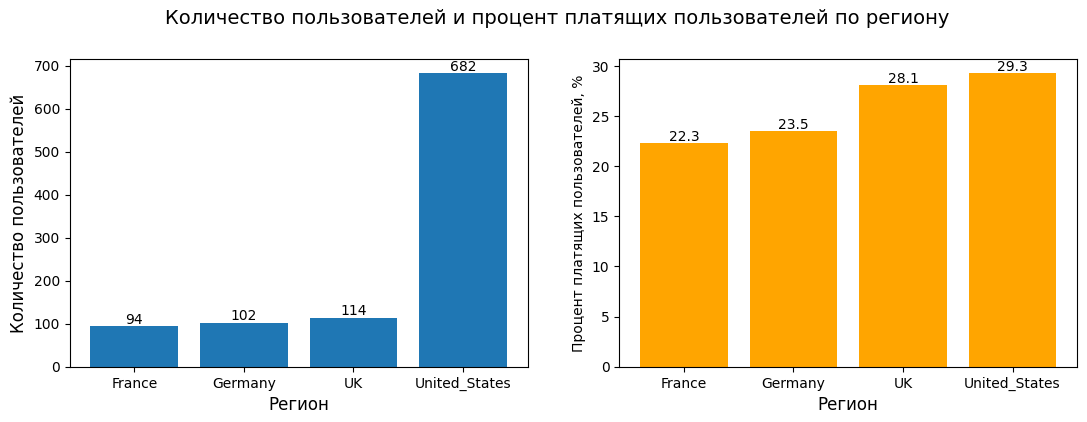 Количество пользователей и процент платящих пользователей по региону
Количество пользователей
700
600
500
400
300
200
100
0
94
102
114
682
France
Germany
UK
United_States
Регион
Процент платящих пользователей, %
30
25
20
15
10
5
0
22.3
23.5
28.1
29.3
France
Germany
UK
United_States
Регион